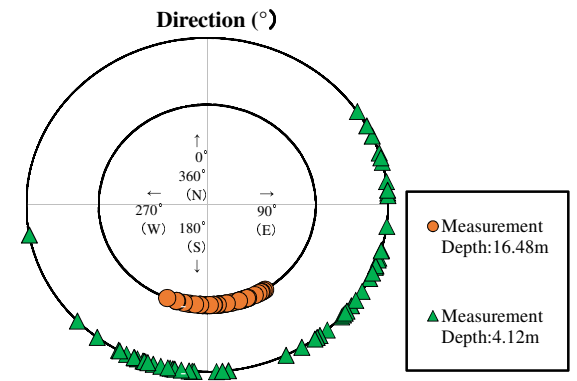 Direction (°)
↑
0°
360°
(N)
← →
270° 90°
(W) 180° (E)
(S)
↓
Measurement
Depth:16.48m
Measurement
Depth:4.12m